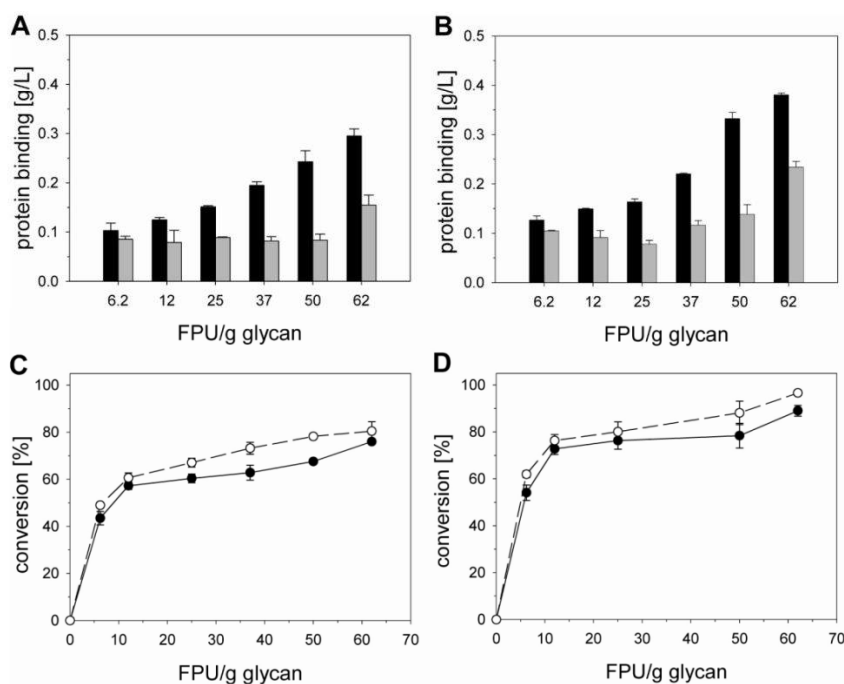 A
0.5
0.4
0.3
0.2
0.1
0.0
protein binding [g/L]
6.2 12 25 37 50 62
FPU/g glycan
B
0.5
0.4
0.3
0.2
0.1
0.0
protein binding [g/L]
6.2 12 25 37 50 62
FPU/g glycan
C
100
80
60
40
20
0
conversion [%]
0 10 20 30 40 50 60 70
FPU/g glycan
D
100
80
60
40
20
0
conversion [%]
0 10 20 30 40 50 60 70
FPU/g glycan